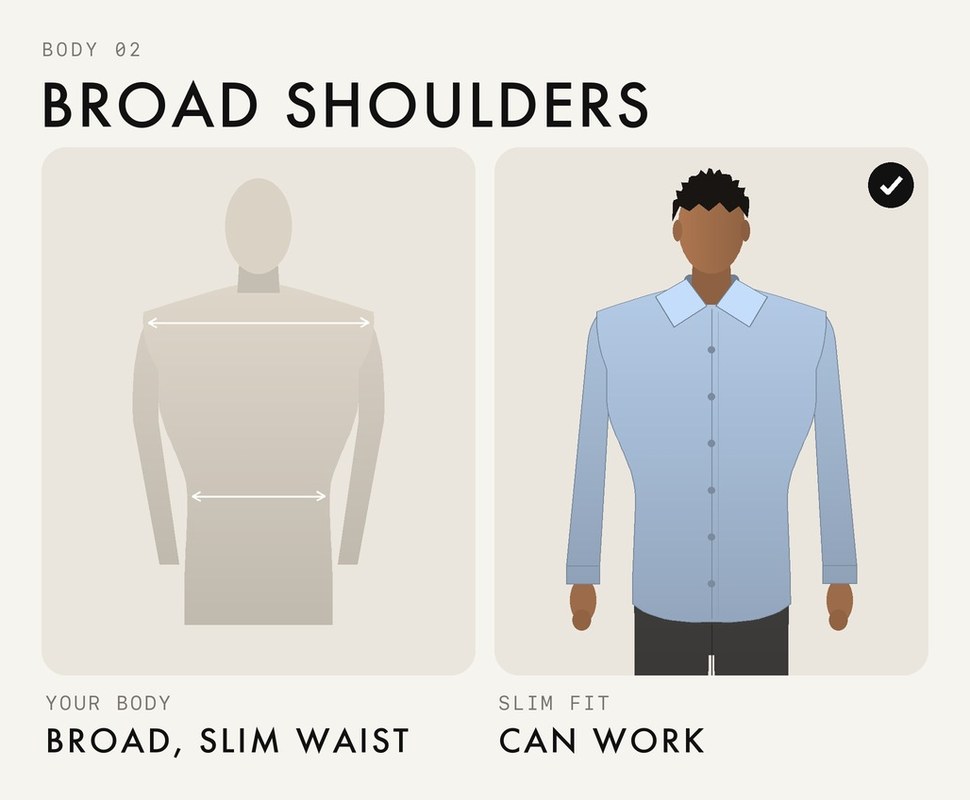 BODY 02
BROAD SHOULDERS
YOUR BODY
BROAD, SLIM WAIST
SLIM FIT
CAN WORK